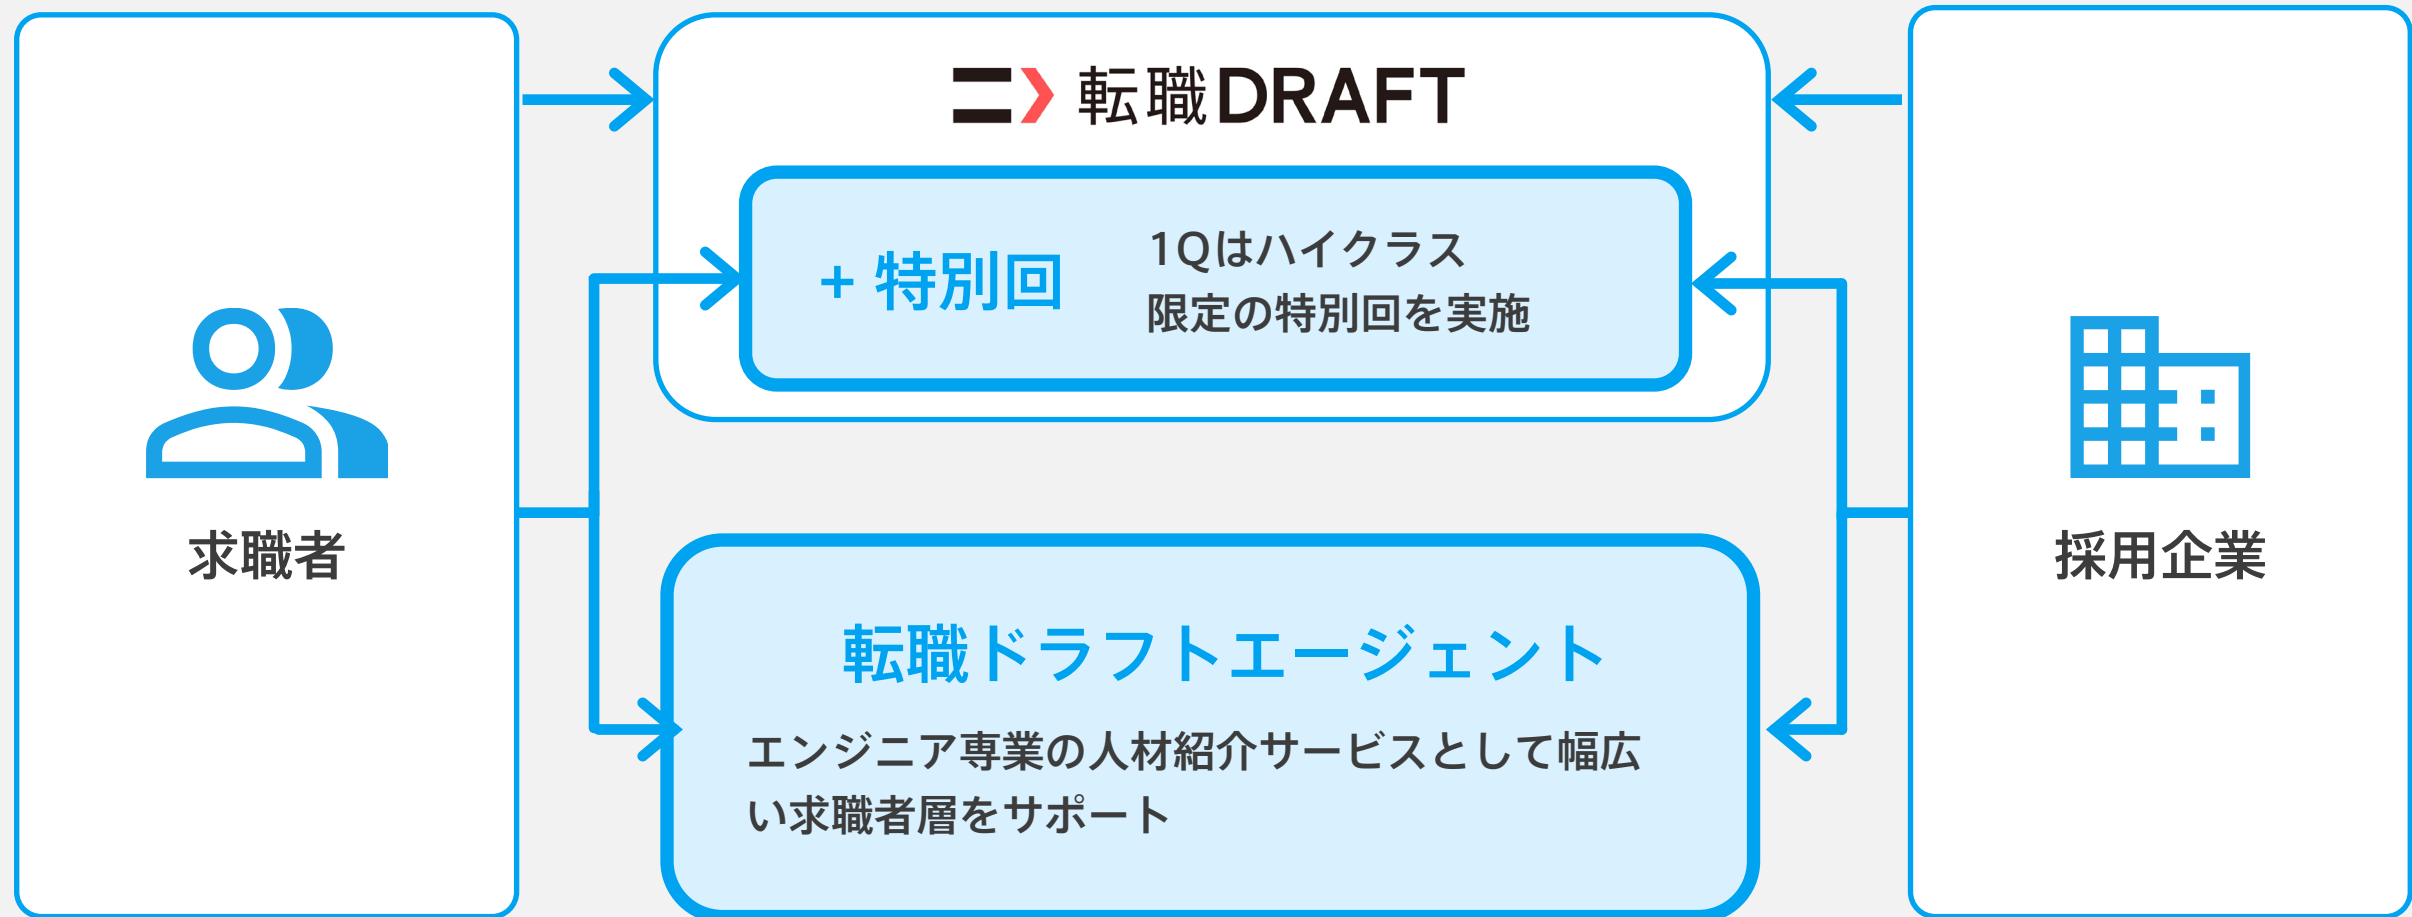 転職DRAFT
+ 特別回
1Qはハイクラス
限定の特別回を実施
求職者
採用企業
転職ドラフトエージェント
エンジニア専業の人材紹介サービスとして幅広
い求職者層をサポート